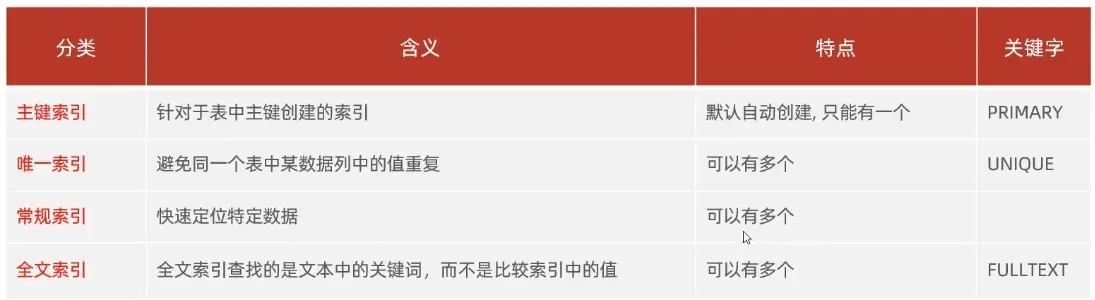 分类 含义 特点 关键字
主键索引 针对于表中主键创建的索引 默认自动创建, 只能有一个 PRIMARY
唯一索引 避免同一个表中某数据列中的值重复 可以有多个 UNIQUE
常规索引 快速定位特定数据 可以有多个
全文索引 全文索引查找的是文本中的关键词，而不是比较索引中的值 可以有多个 FULLTEXT